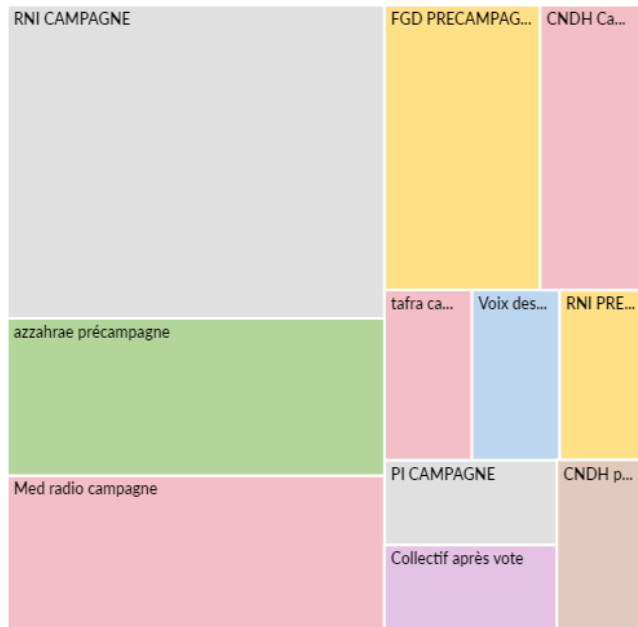 RNI CAMPAGNE
FGD PRECAMPAG...
CNDH Ca...
azzahrae précampagne
tafra ca...
Voix des...
RNI PRE...
Med radio campagne
PI CAMPAGNE
CNDH p...
Collectif après vote